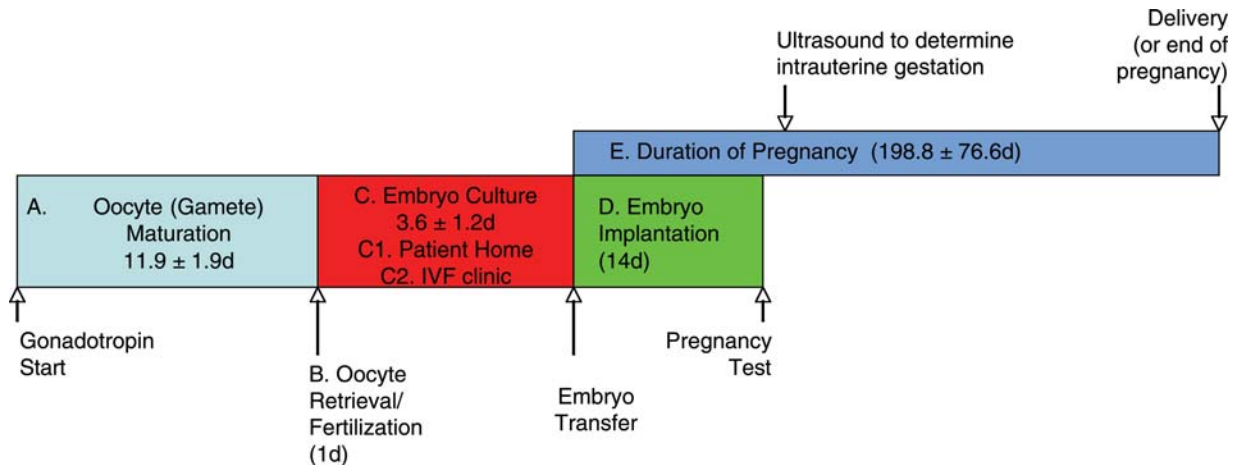 Ultrasound to determine
intrauterine gestation
Delivery
(or end of
pregnancy)
E. Duration of Pregnancy (198.8 ± 76.6d)
A. Oocyte (Gamete)
Maturation
11.9 ± 1.9d
C. Embryo Culture
3.6 ± 1.2d
C1. Patient Home
C2. IVF clinic
D. Embryo
Implantation
(14d)
Gonadotropin
Start
B. Oocyte
Retrieval/
Fertilization
(1d)
Embryo
Transfer
Pregnancy
Test